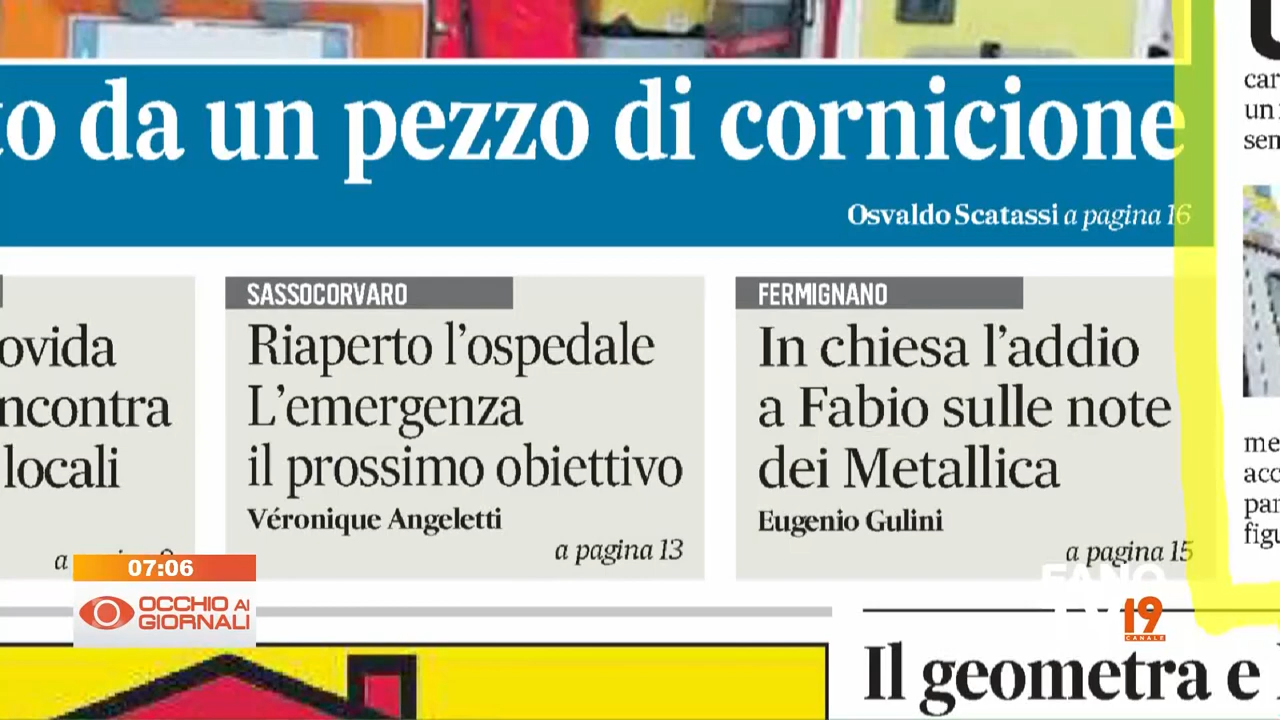 to da un pezzo di cornicione
Osvaldo Scatassi a pagina 16
ovida
ncontra
locali
a
SASSOCORVARO
Riaperto l'ospedale
L'emergenza
il prossimo obiettivo
Véronique Angeletti
a pagina 13
FERMIGNANO
In chiesa l'addio
a Fabio sulle note
dei Metallica
Eugenio Gulini
a pagina 15
car
un
sen
me
acc
par
figu
Il geometra e
07:06
OCCHIO AI
GIORNALI
FANO
19
CANALE